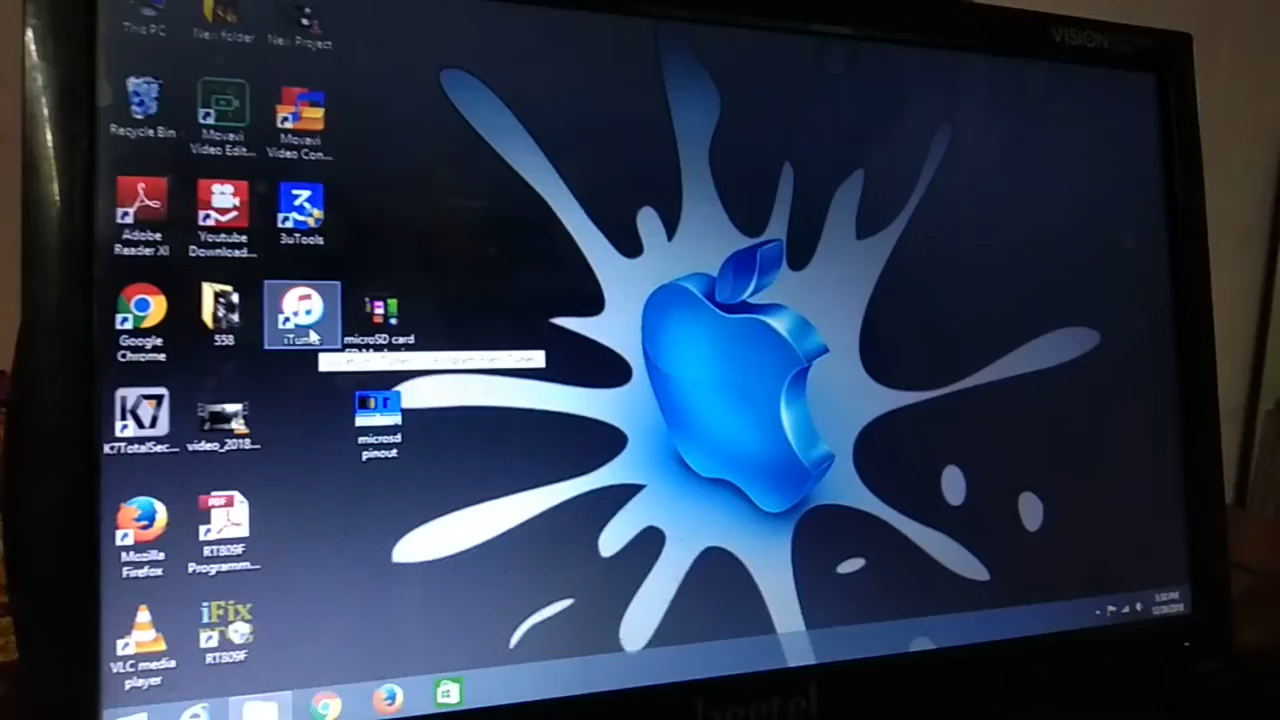 VISION
This PC
New folder
New Project
Recycle Bin
Movavi
Video Edit...
Movavi
Video Con...
Adobe
Reader XI
Youtube
Download...
3uTools
Google
Chrome
558
iTunes
microSD card
K7
K7TotalSec...
video_2018...
microsd
pinout
Mozilla
Firefox
PDF
RT809F
Programm...
VLC media
player
iFix
RT809F